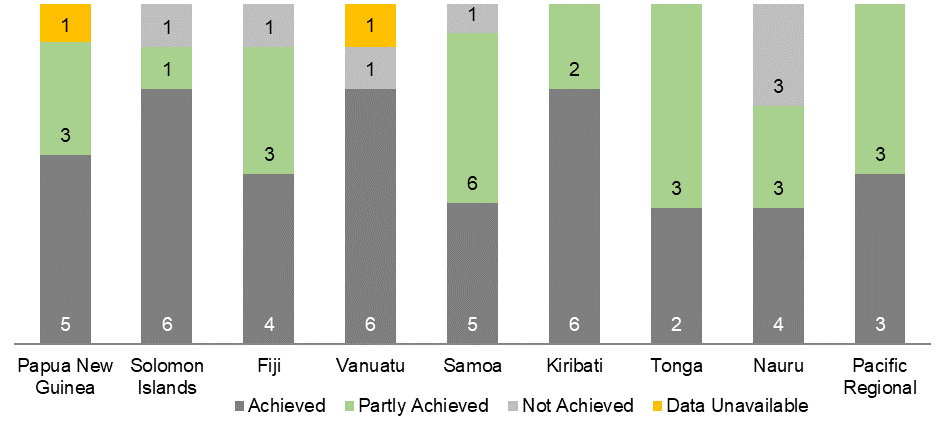 1 1 1 1 1
1 1 2
3 3
3 6 3 3 3
5 6 4 6 5 6 2 4 3
Papua New Guinea Solomon Islands Fiji Vanuatu Samoa Kiribati Tonga Nauru Pacific Regional
Achieved Partly Achieved Not Achieved Data Unavailable